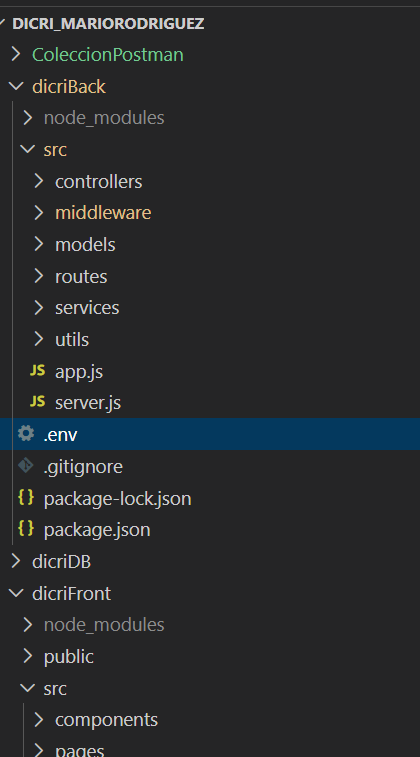 DICRI_MARIORODRIGUEZ
ColeccionPostman
dicriBack
node_modules
src
controllers
middleware
models
routes
services
utils
JS app.js
JS server.js
.env
.gitignore
{} package-lock.json
{} package.json
dicriDB
dicriFront
node_modules
public
src
components
pages